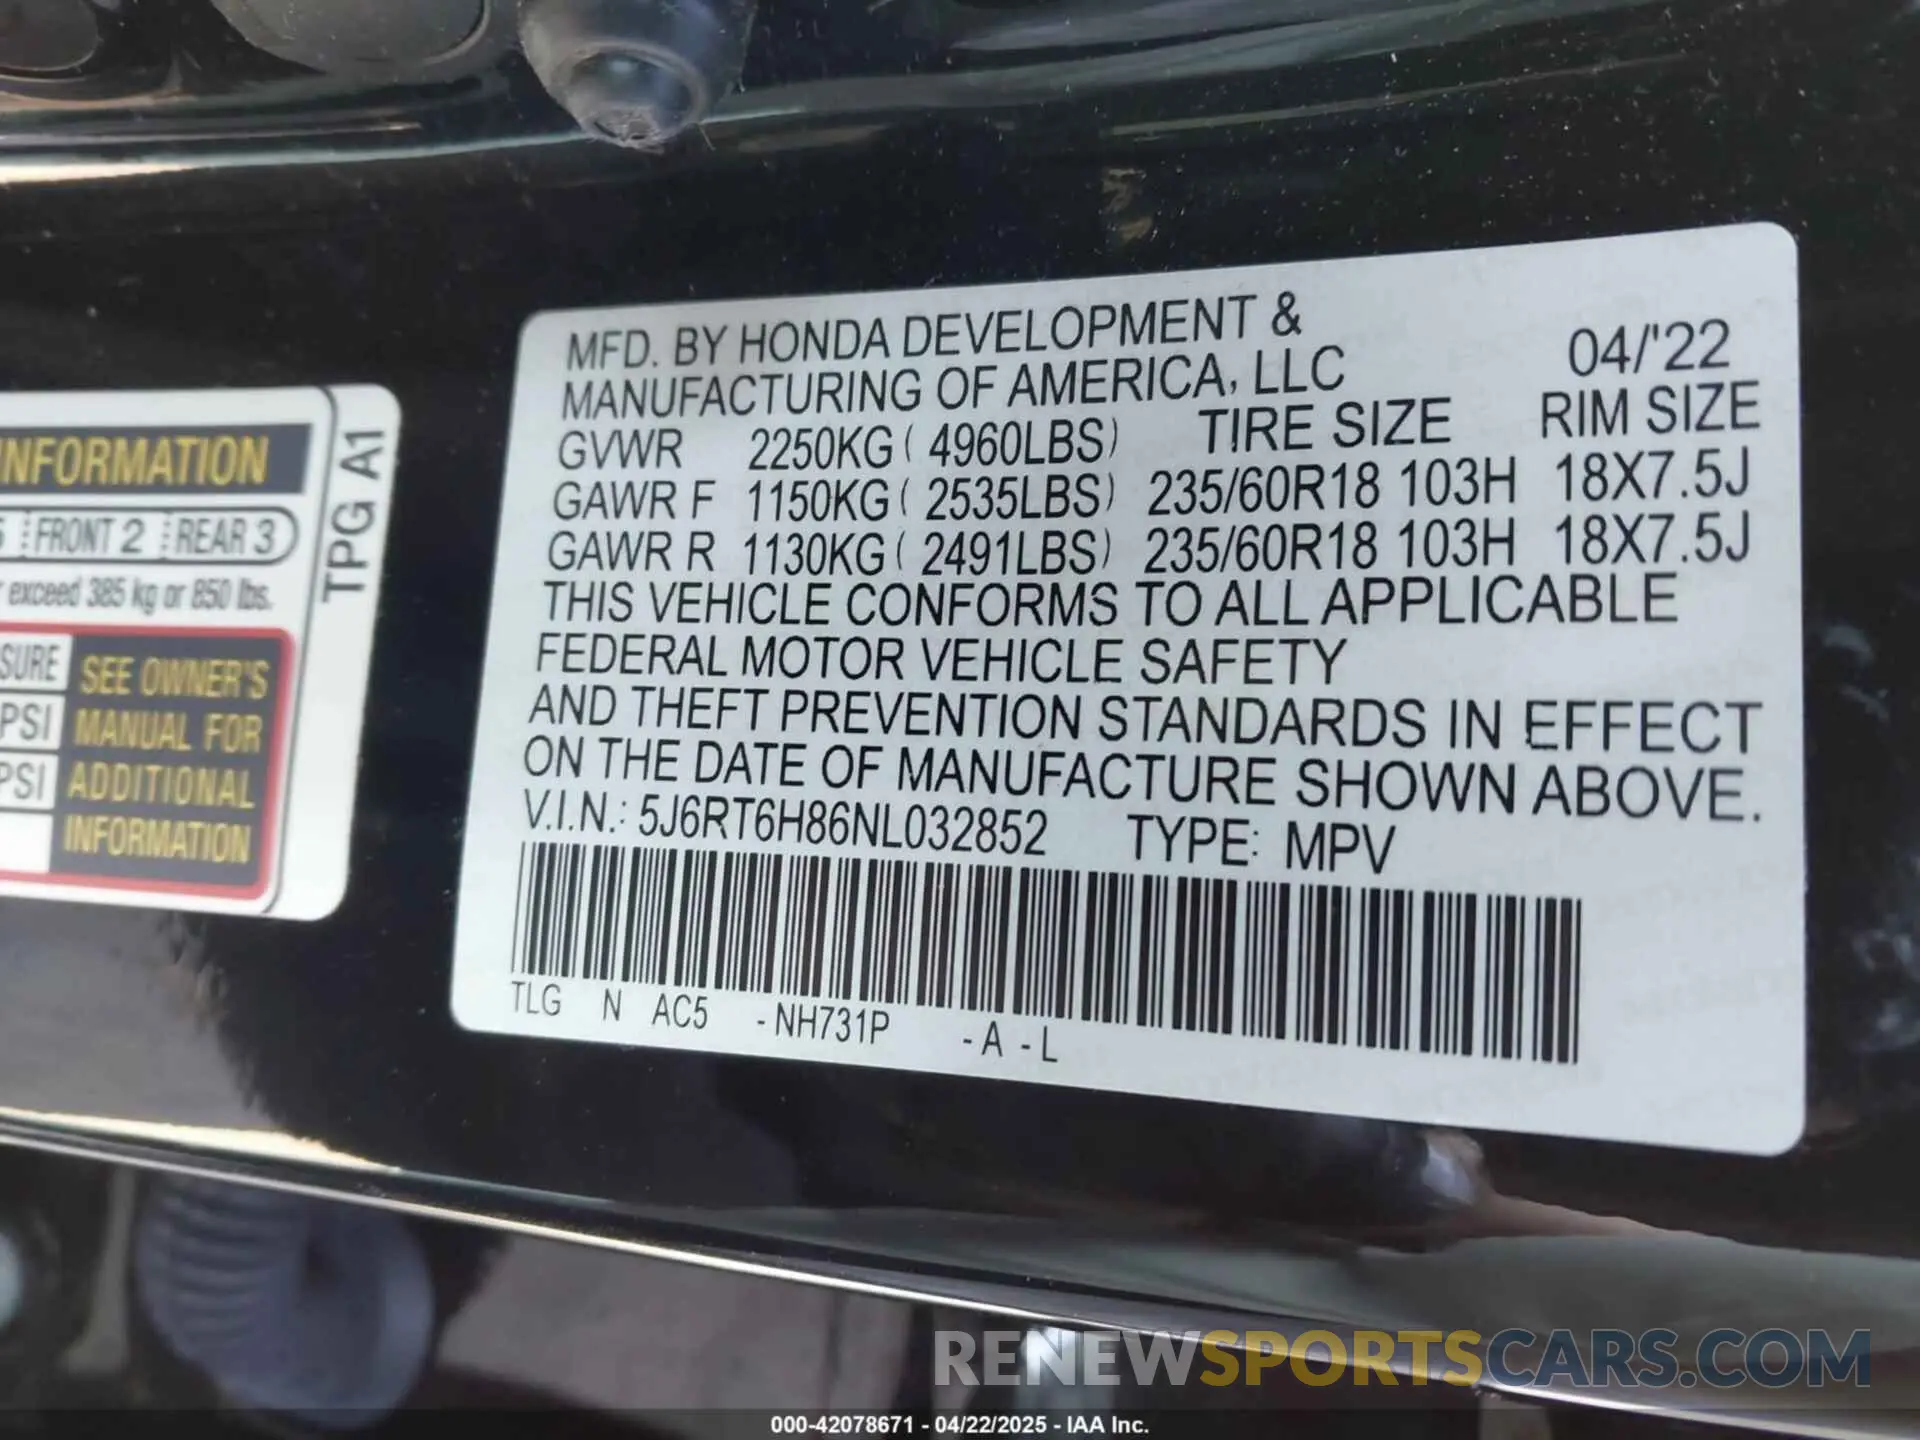 INFORMATION
FRONT 2 REAR 3
exceed 385 kg or 850 lbs.
SURE
PSI
PSI
SEE OWNER'S
MANUAL FOR
ADDITIONAL
INFORMATION
TPG A1
MFD. BY HONDA DEVELOPMENT &
MANUFACTURING OF AMERICA, LLC 04/'22
GVWR 2250KG ( 4960LBS) TIRE SIZE RIM SIZE
GAWR F 1150KG ( 2535LBS) 235/60R18 103H 18X7.5J
GAWR R 1130KG ( 2491LBS) 235/60R18 103H 18X7.5J
THIS VEHICLE CONFORMS TO ALL APPLICABLE
FEDERAL MOTOR VEHICLE SAFETY
AND THEFT PREVENTION STANDARDS IN EFFECT
ON THE DATE OF MANUFACTURE SHOWN ABOVE.
V.I.N.: 5J6RT6H86NL032852 TYPE: MPV
TLG N AC5 - NH731P - A - L
RENEWSPORTSCARS.COM
000-42078671 - 04/22/2025 - IAA Inc.